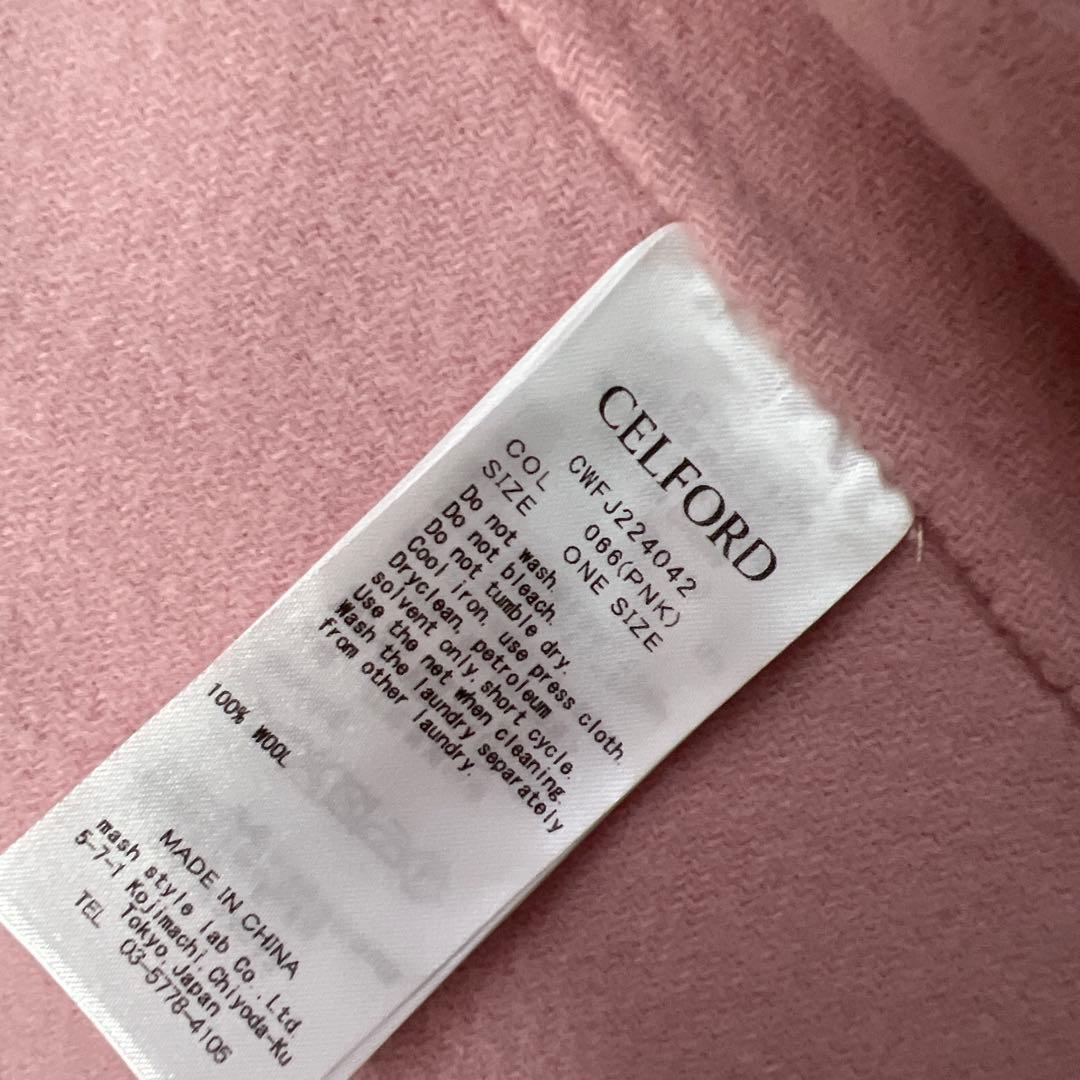 CELFORD
CWFJ224042
COL 066(PNK)
SIZE ONE SIZE
Do not wash.
Do not bleach.
Do not tumble dry.
Cool iron, use press cloth.
Dryclean, petroleum
solvent only, short cycle.
Use the net when cleaning.
Wash the laundry separately
from other laundry.
100% WOOL
MADE IN CHINA
mash style lab Co.,Ltd.
5-7-1 Kojimachi,Chiyoda-Ku
Tokyo,Japan
TEL 03-5778-4106